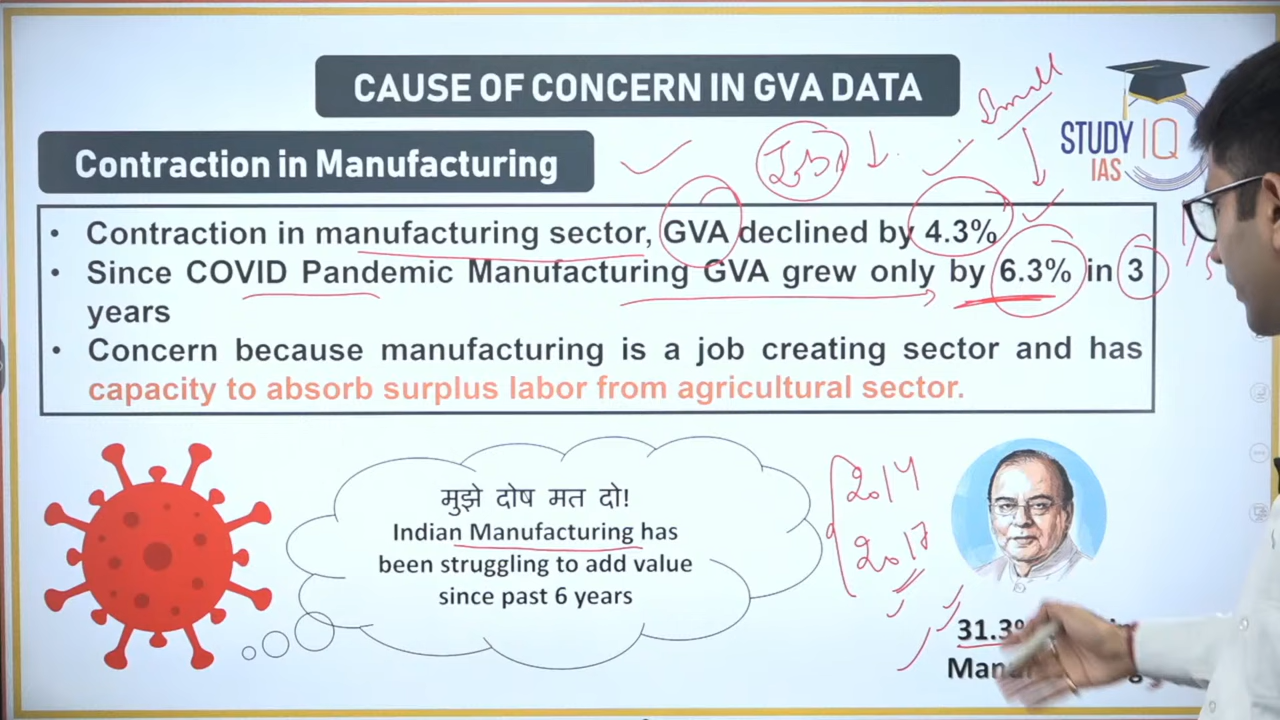 CAUSE OF CONCERN IN GVA DATA
Small
STUDY IQ
IAS
Contraction in Manufacturing
Jobs
• Contraction in manufacturing sector, GVA declined by 4.3%
• Since COVID Pandemic Manufacturing GVA grew only by 6.3% in 3
years
• Concern because manufacturing is a job creating sector and has
capacity to absorb surplus labor from agricultural sector.
मुझे दोष मत दो!
Indian Manufacturing has
been struggling to add value
since past 6 years
2014
2017
31.3%